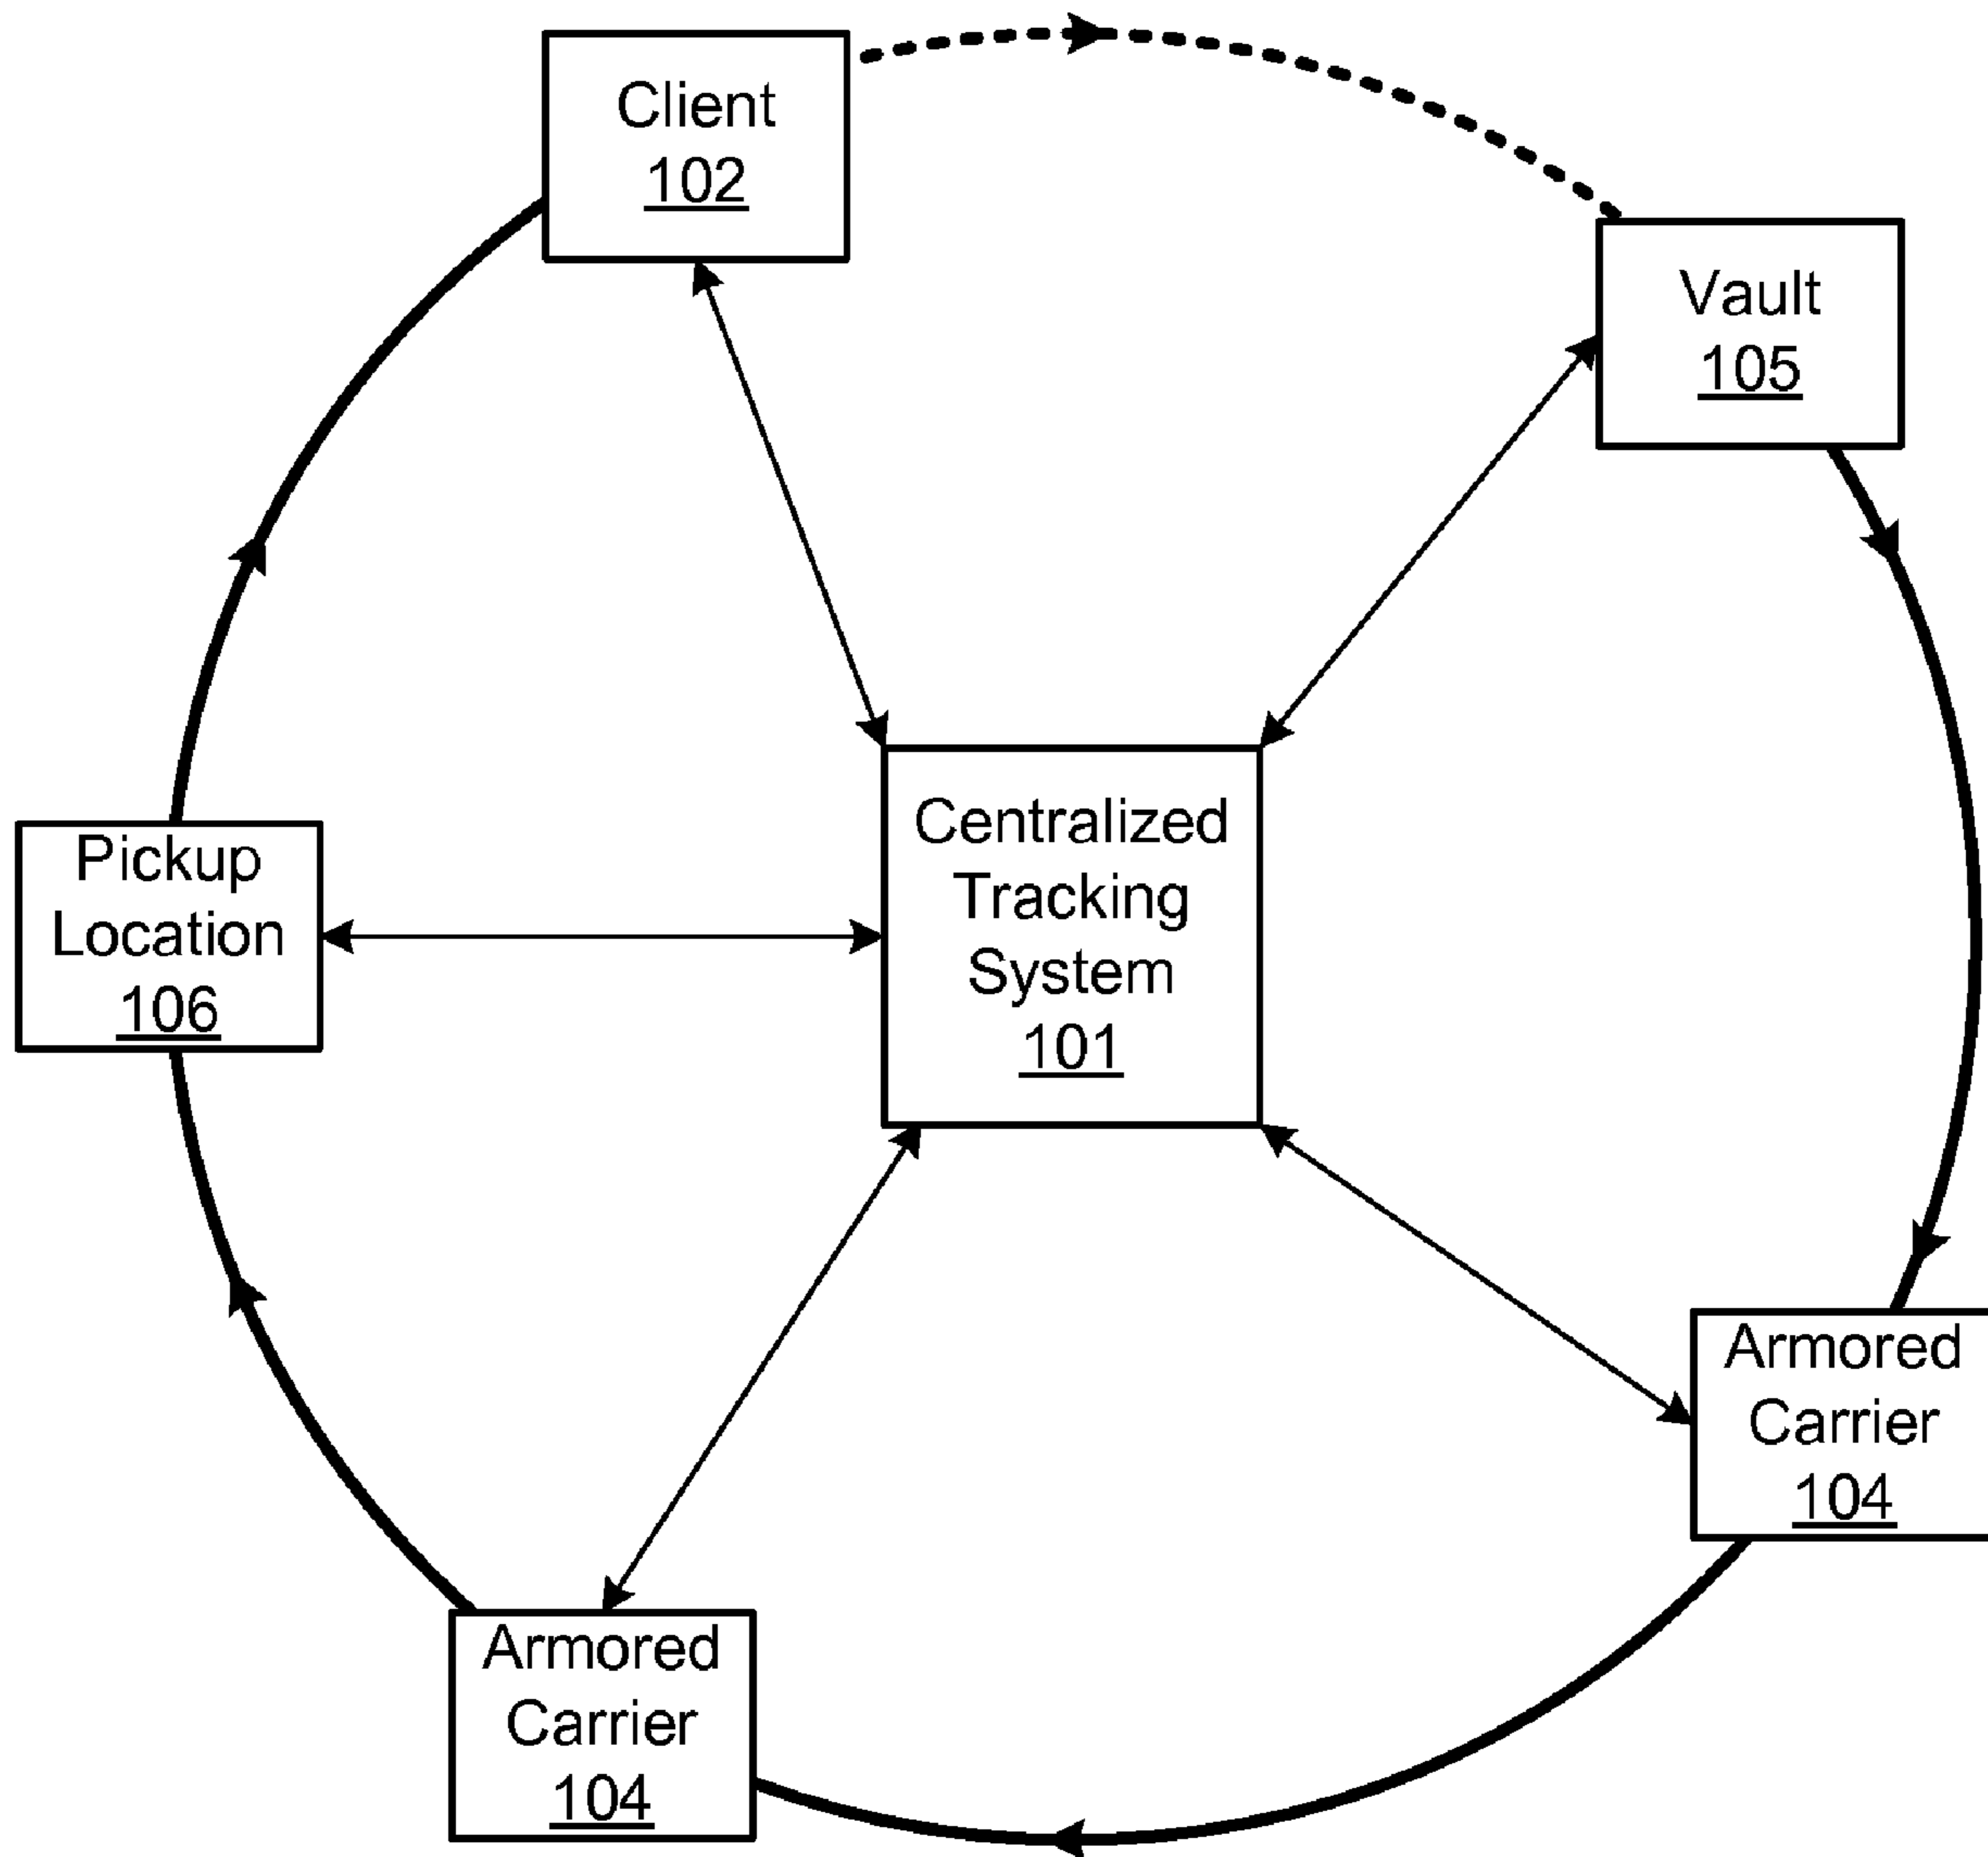 Client
102
Vault
105
Centralized
Tracking
System
101
Pickup
Location
106
Armored
Carrier
104
Armored
Carrier
104